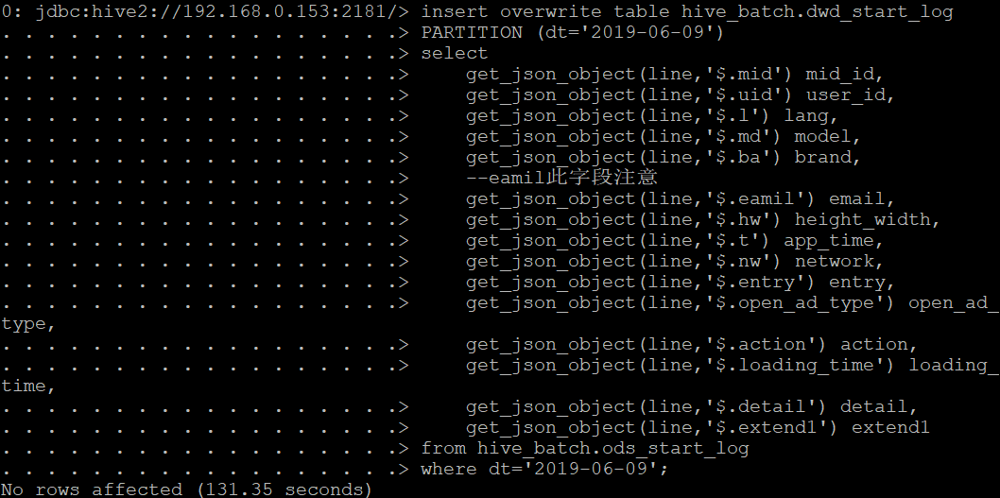 0: jdbc:hive2://192.168.0.153:2181/> insert overwrite table hive_batch.dwd_start_log
. . . . . . . . . . . . . . . . . .> PARTITION (dt='2019-06-09')
. . . . . . . . . . . . . . . . . .> select
. . . . . . . . . . . . . . . . . .>     get_json_object(line,'$.mid') mid_id,
. . . . . . . . . . . . . . . . . .>     get_json_object(line,'$.uid') user_id,
. . . . . . . . . . . . . . . . . .>     get_json_object(line,'$.l') lang,
. . . . . . . . . . . . . . . . . .>     get_json_object(line,'$.md') model,
. . . . . . . . . . . . . . . . . .>     get_json_object(line,'$.ba') brand,
. . . . . . . . . . . . . . . . . .>     --eamil此字段注意
. . . . . . . . . . . . . . . . . .>     get_json_object(line,'$.eamil') email,
. . . . . . . . . . . . . . . . . .>     get_json_object(line,'$.hw') height_width,
. . . . . . . . . . . . . . . . . .>     get_json_object(line,'$.t') app_time,
. . . . . . . . . . . . . . . . . .>     get_json_object(line,'$.nw') network,
. . . . . . . . . . . . . . . . . .>     get_json_object(line,'$.entry') entry,
. . . . . . . . . . . . . . . . . .>     get_json_object(line,'$.open_ad_type') open_ad_
type,
. . . . . . . . . . . . . . . . . .>     get_json_object(line,'$.action') action,
. . . . . . . . . . . . . . . . . .>     get_json_object(line,'$.loading_time') loading_
time,
. . . . . . . . . . . . . . . . . .>     get_json_object(line,'$.detail') detail,
. . . . . . . . . . . . . . . . . .>     get_json_object(line,'$.extend1') extend1
. . . . . . . . . . . . . . . . . .> from hive_batch.ods_start_log
. . . . . . . . . . . . . . . . . .> where dt='2019-06-09';
No rows affected (131.35 seconds)